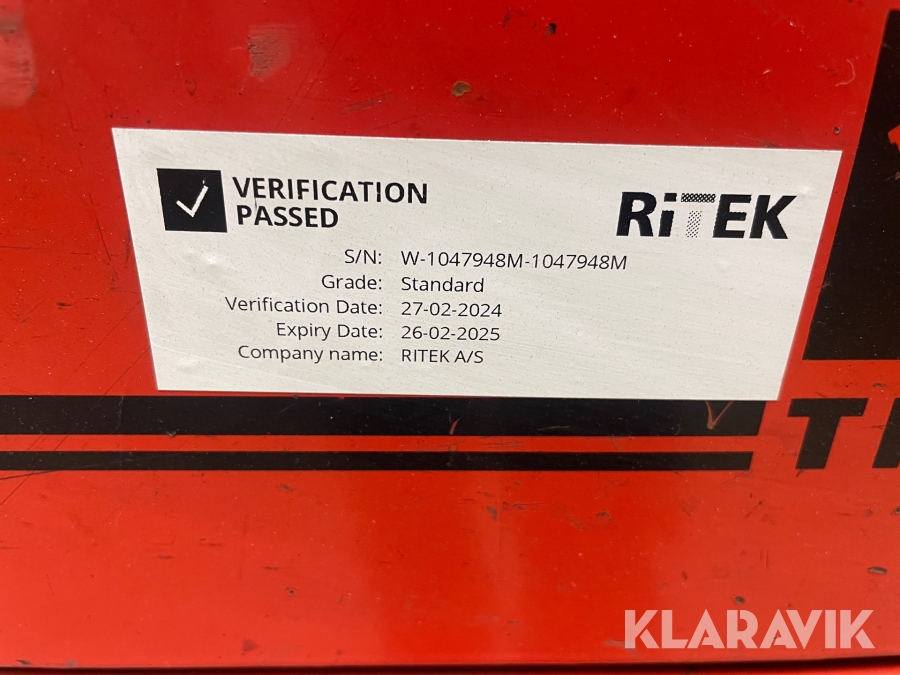 VERIFICATION
PASSED
RiTEK
S/N: W-1047948M-1047948M
Grade: Standard
Verification Date: 27-02-2024
Expiry Date: 26-02-2025
Company name: RITEK A/S
KLARAVIK